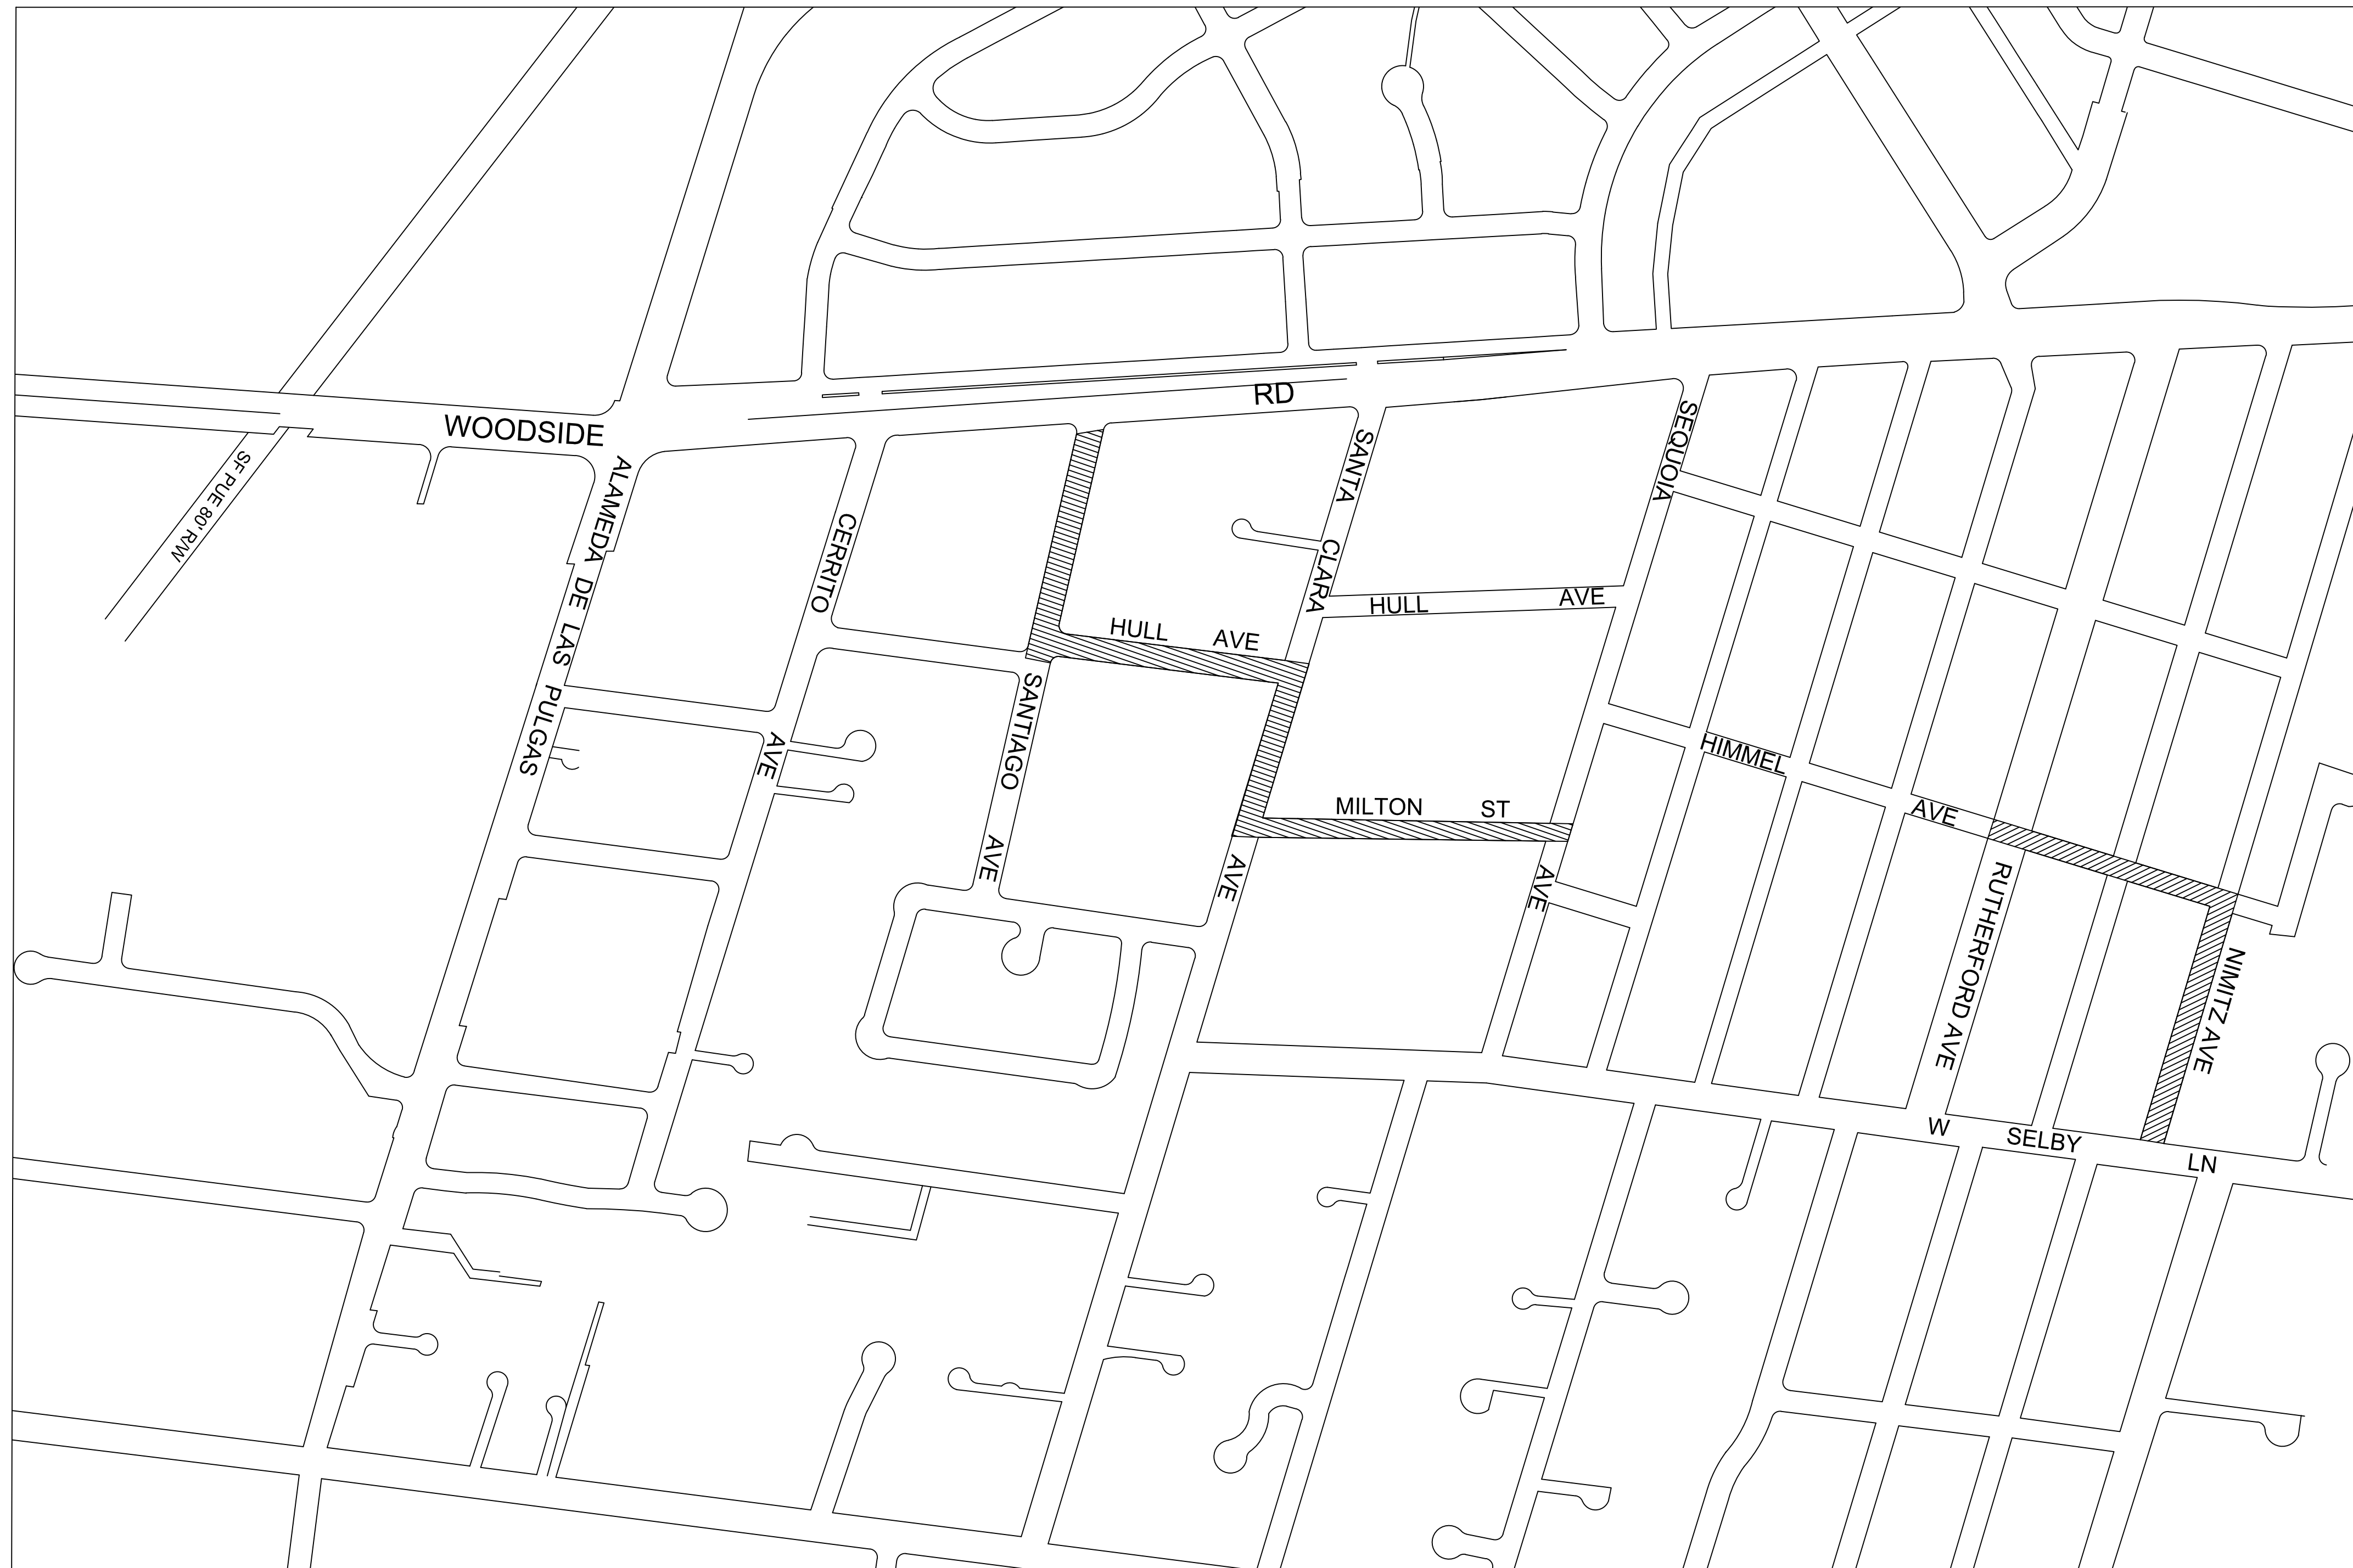 WOODSIDE
RD
SF PUE 80' R/W
ALAMEDA DE LAS PULGAS
CERRITO
AVE
SANTIAGO
AVE
HULL AVE
SANTA
CLARA
AVE
HULL AVE
MILTON ST
SEQUOIA
AVE
HIMMEL
AVE
RUTHERFORD AVE
NIMITZ AVE
W SELBY LN